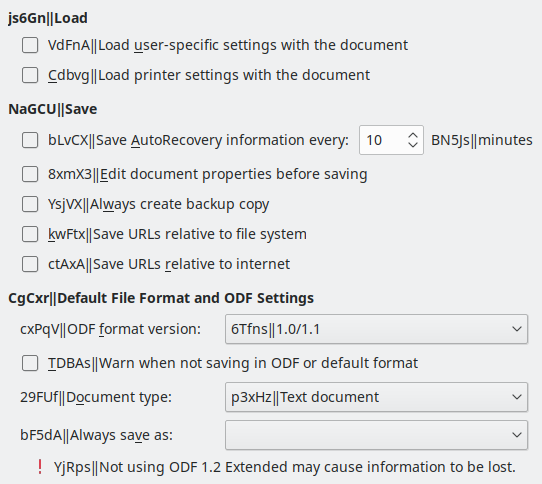 js6Gn||Load
VdFnA||Load user-specific settings with the document
Cdbvg||Load printer settings with the document
NaGCU||Save
bLvCX||Save AutoRecovery information every: 10 BN5Js||minutes
8xmX3||Edit document properties before saving
YsjVX||Always create backup copy
kwFtx||Save URLs relative to file system
ctAxA||Save URLs relative to internet
CgCxr||Default File Format and ODF Settings
cxPqV||ODF format version: 6Tfns||1.0/1.1
TDBAs||Warn when not saving in ODF or default format
29FUf||Document type: p3xHz||Text document
bF5dA||Always save as:
! YjRps||Not using ODF 1.2 Extended may cause information to be lost.